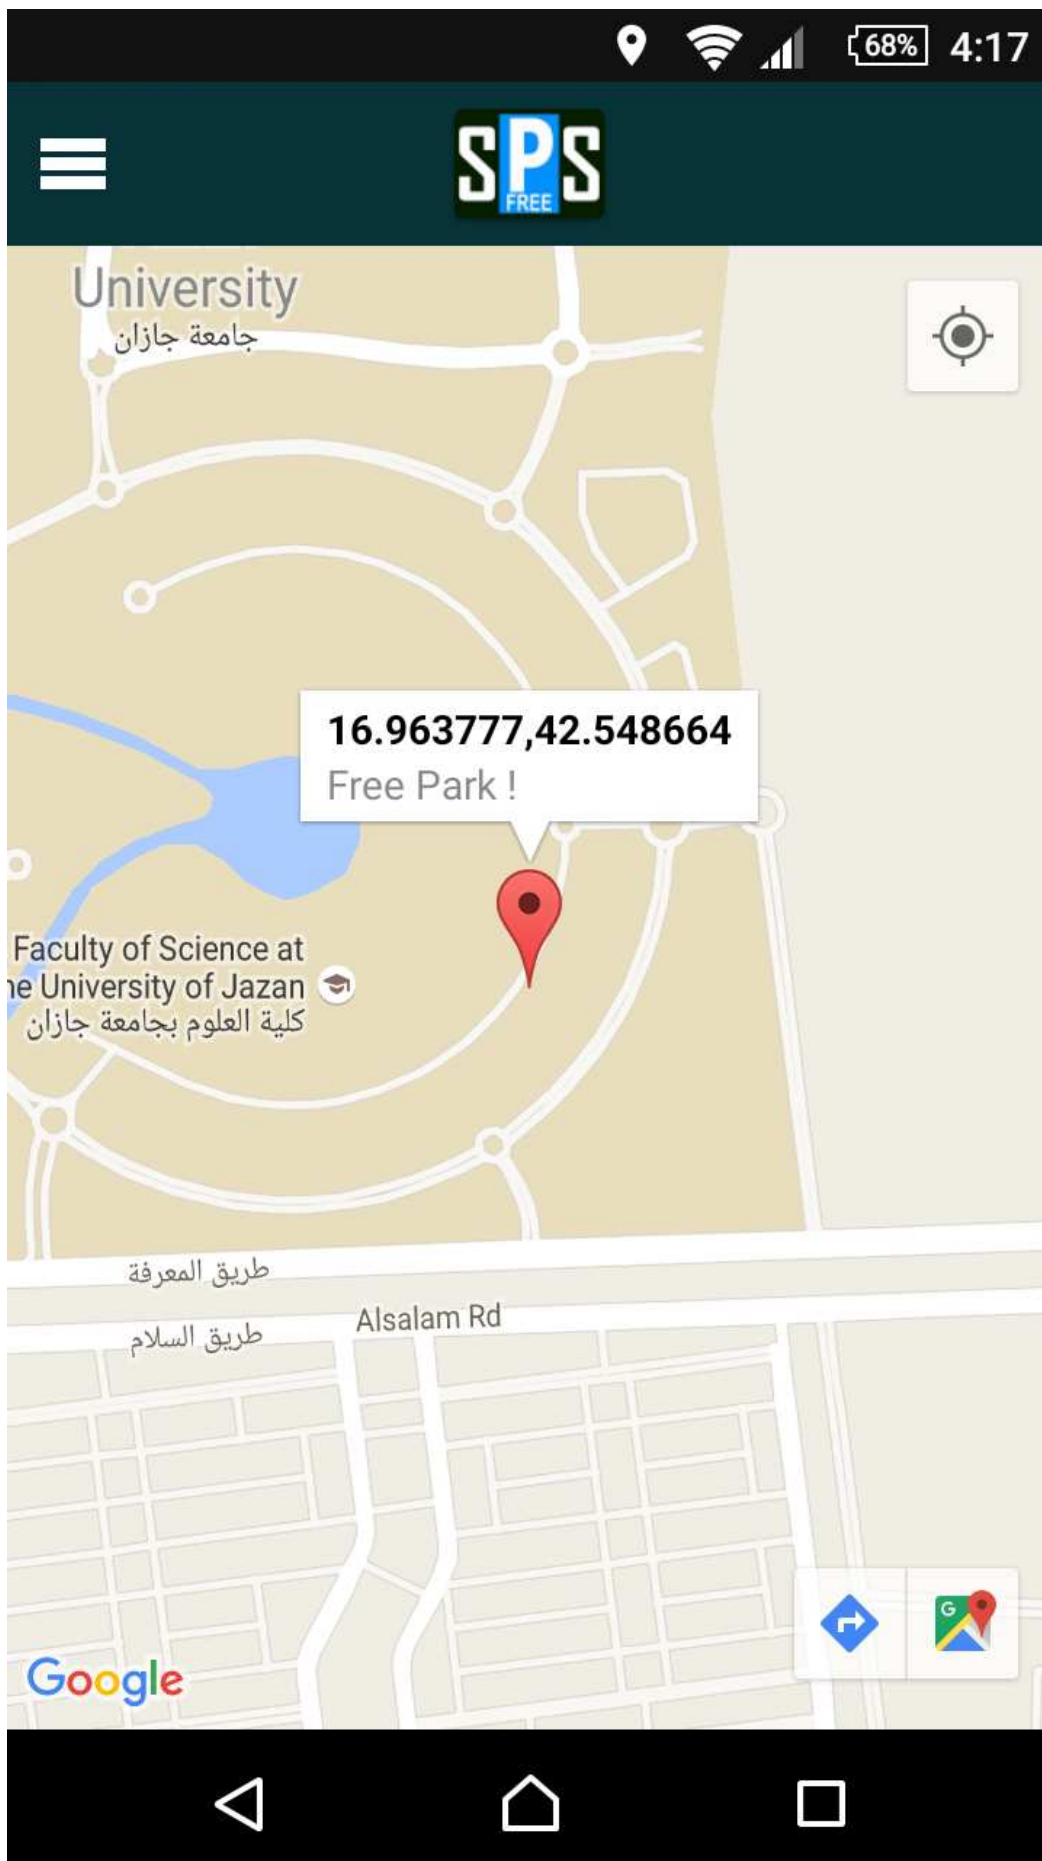 68% 4:17
SPS
FREE
University
جامعة جازان
16.963777,42.548664
Free Park !
Faculty of Science at
University of Jazan
كلية العلوم بجامعة جازان
طريق المعرفة
Alsalam Rd
طريق السلام
G
Google